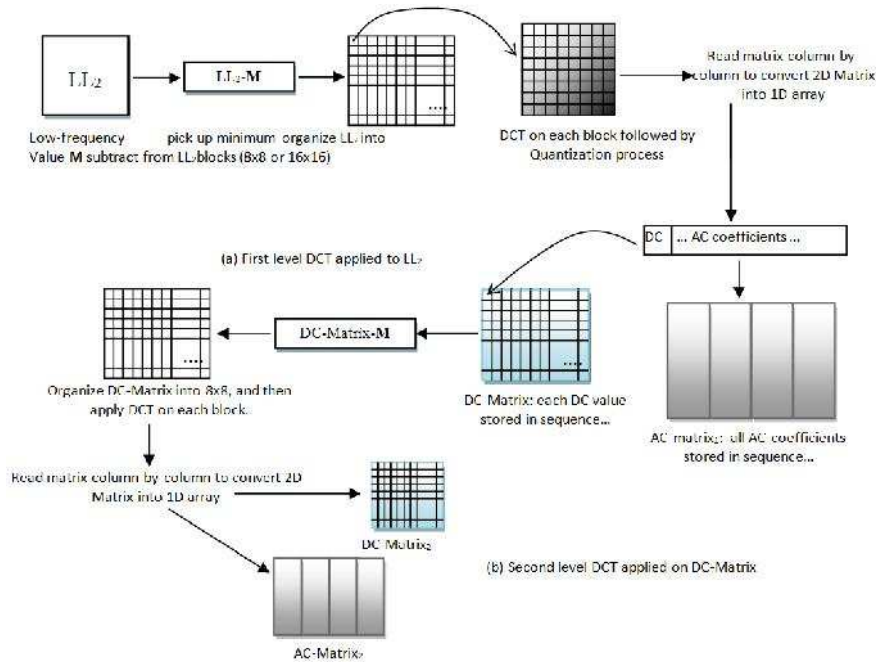 LL₂
LL₂-M
....
Read matrix column by
column to convert 2D Matrix
into 1D array
Low-frequency pick up minimum organize LL₂ into
Value M subtract from LL₂blocks (8x8 or 16x16)
DCT on each block followed by
Quantization process
DC ... AC coefficients ...
(a) First level DCT applied to LL₂
DC-Matrix-M
....
....
Organize DC-Matrix into 8x8, and then
apply DCT on each block.
DC-Matrix: each DC value
stored in sequence...
AC-matrix₁: all AC coefficients
stored in sequence...
Read matrix column by column to convert 2D
Matrix into 1D array
DC-Matrix₂
(b) Second level DCT applied on DC-Matrix
AC-Matrix₂